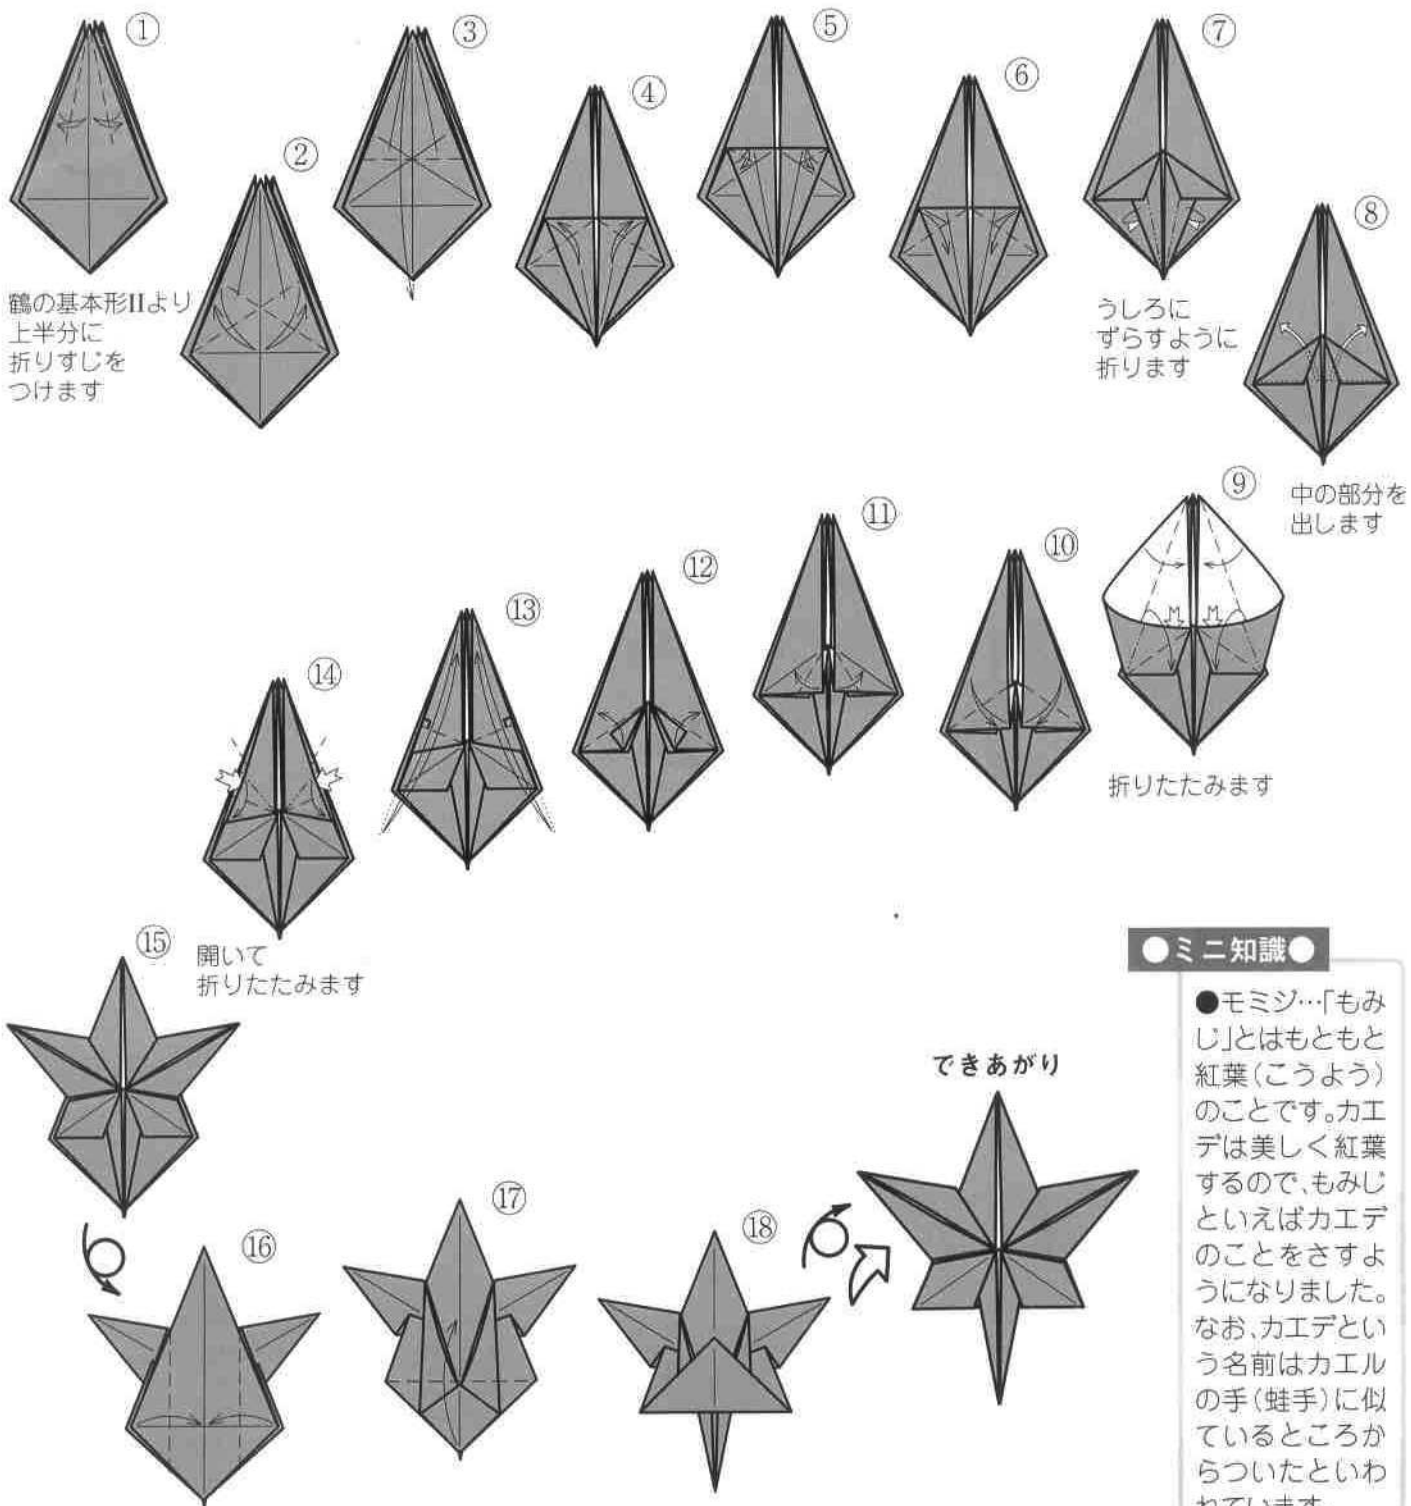 ①
鶴の基本形IIより
上半分に
折りすじを
つけます
②
③
④
⑤
⑥
⑦
うしろに
ずらすように
折ります
⑧
中の部分を
出します
⑨
折りたたみます
⑩
⑪
⑫
⑬
⑭
開いて
折りたたみます
⑮
⑯
⑰
⑱
できあがり
●ミニ知識●
●モミジ…「もみ
じ」とはもともと
紅葉(こうよう)
のことです。カエ
デは美しく紅葉
するので、もみじ
といえばカエデ
のことをさすよ
うになりました。
なお、カエデとい
う名前はカエル
の手(蛙手)に似
ているところか
らついたといわ
れています